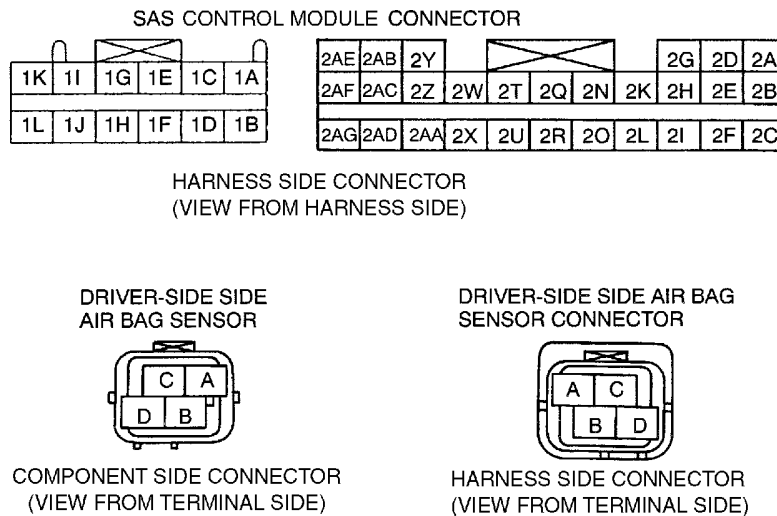 SAS CONTROL MODULE CONNECTOR
1K 1I 1G 1E 1C 1A
1L 1J 1H 1F 1D 1B
2AE 2AB 2Y 2G 2D 2A
2AF 2AC 2Z 2W 2T 2Q 2N 2K 2H 2E 2B
2AG 2AD 2AA 2X 2U 2R 2O 2L 2I 2F 2C
HARNESS SIDE CONNECTOR
(VIEW FROM HARNESS SIDE)
DRIVER-SIDE SIDE
AIR BAG SENSOR
C A
D B
COMPONENT SIDE CONNECTOR
(VIEW FROM TERMINAL SIDE)
DRIVER-SIDE SIDE AIR BAG
SENSOR CONNECTOR
A C
B D
HARNESS SIDE CONNECTOR
(VIEW FROM TERMINAL SIDE)